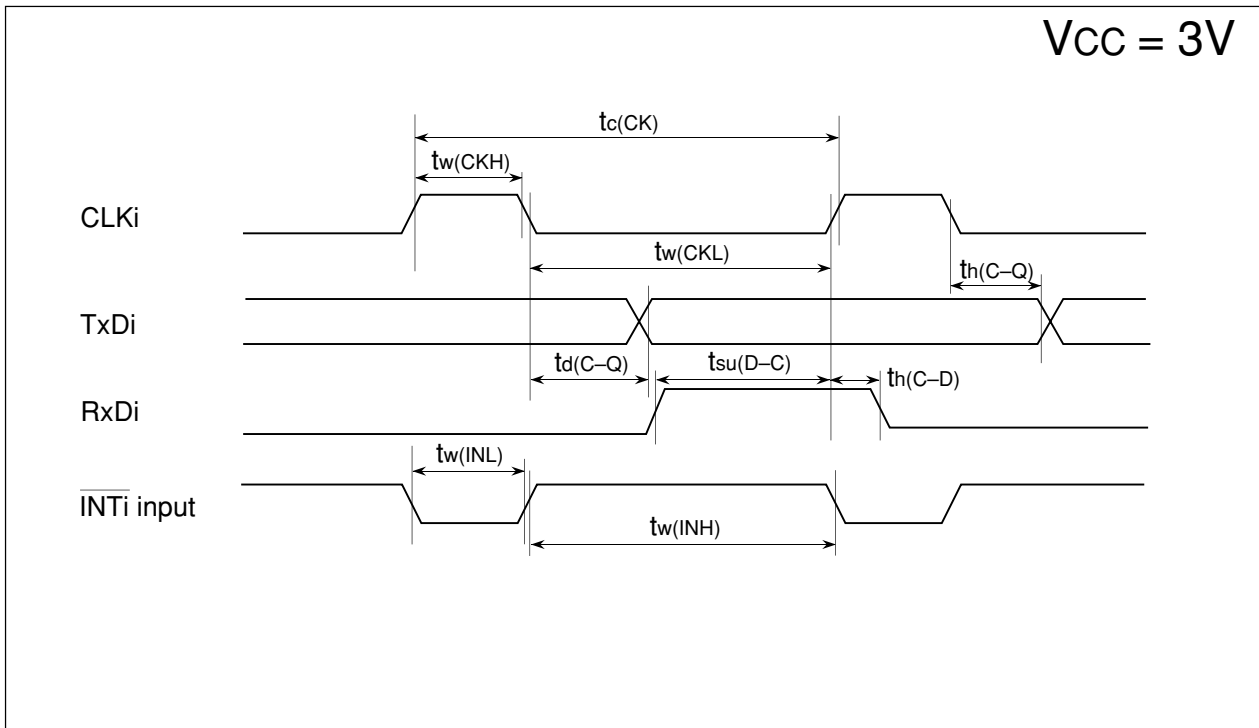 VCC = 3V
tc(CK)
tw(CKH)
CLKi
tw(CKL)
th(C–Q)
TxDi
td(C–Q)
tsu(D–C)
th(C–D)
RxDi
tw(INL)
INTi input
tw(INH)